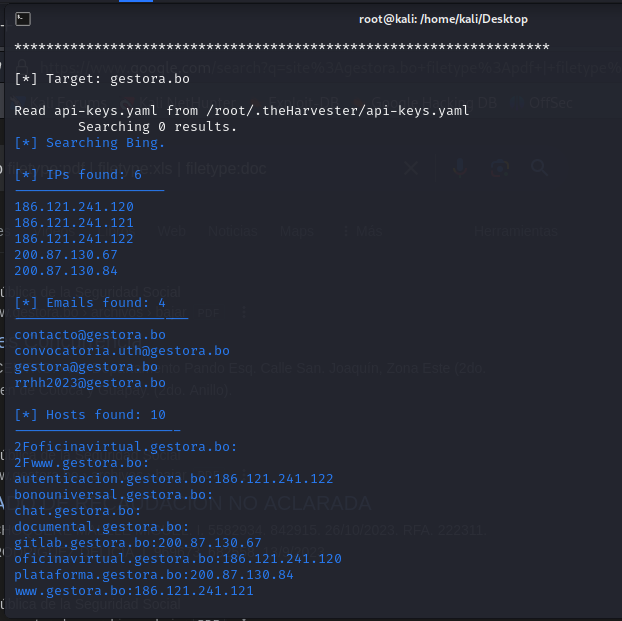 root@kali: /home/kali/Desktop
*******************************************************************
[*] Target: gestora.bo
Read api-keys.yaml from /root/.theHarvester/api-keys.yaml
Searching 0 results.
[*] Searching Bing.
[*] IPs found: 6
-------------------
186.121.241.120
186.121.241.121
186.121.241.122
200.87.130.67
200.87.130.84
[*] Emails found: 4
----------------------
contacto@gestora.bo
convocatoria.uth@gestora.bo
gestora@gestora.bo
rrhh2023@gestora.bo
[*] Hosts found: 10
---------------------
2Foficinavirtual.gestora.bo:
2Fwww.gestora.bo:
autenticacion.gestora.bo:186.121.241.122
bonouniversal.gestora.bo:
chat.gestora.bo:
documental.gestora.bo:
gitlab.gestora.bo:200.87.130.67
oficinavirtual.gestora.bo:186.121.241.120
plataforma.gestora.bo:200.87.130.84
www.gestora.bo:186.121.241.121